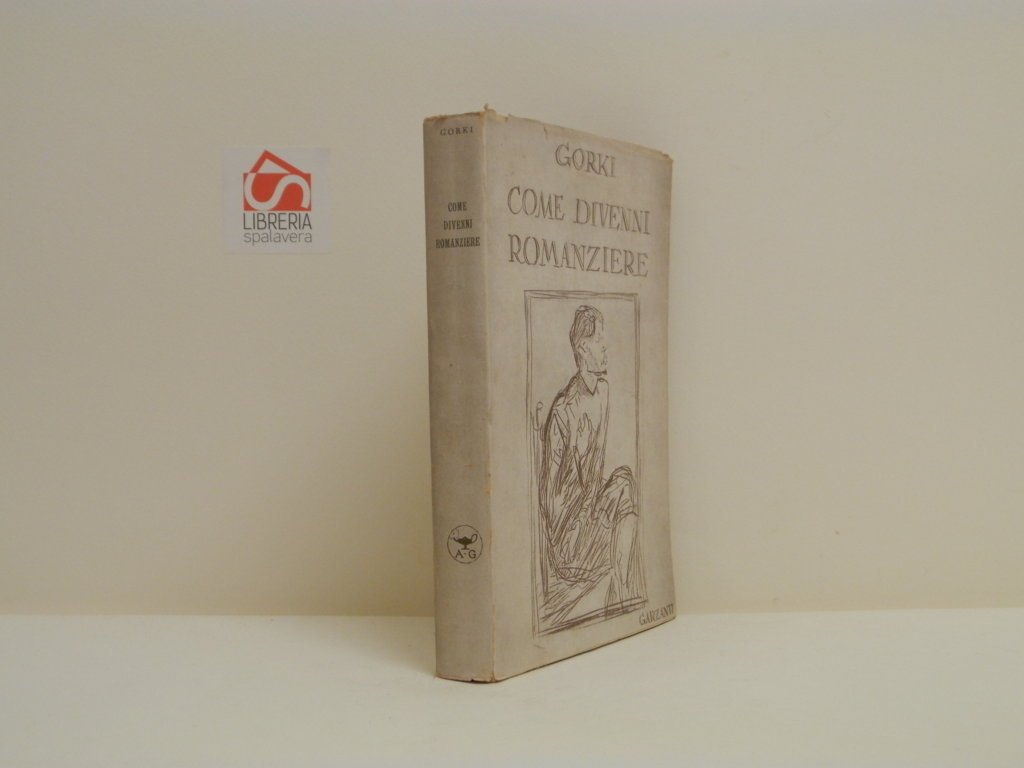 LIBRERIA
spalavera
GORKI
COME
DIVENNI
ROMANZIERE
A·G
GORKI
COME DIVENNI
ROMANZIERE
GARZANTI